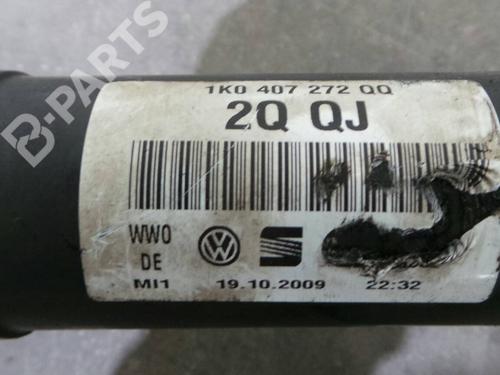 B-PARTS
1K0 407 272 QQ
2Q QJ
WWO
DE
MI1 19.10.2009 22:32